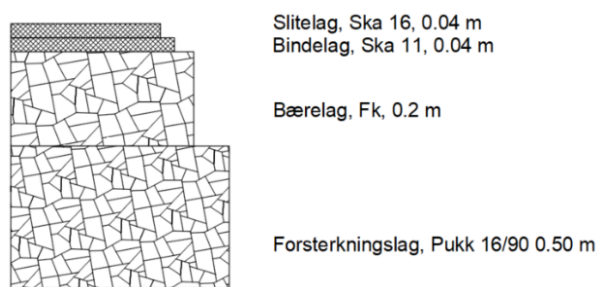 Slitelag, Ska 16, 0.04 m
Bindelag, Ska 11, 0.04 m
Bærelag, Fk, 0.2 m
Forsterkningslag, Pukk 16/90 0.50 m